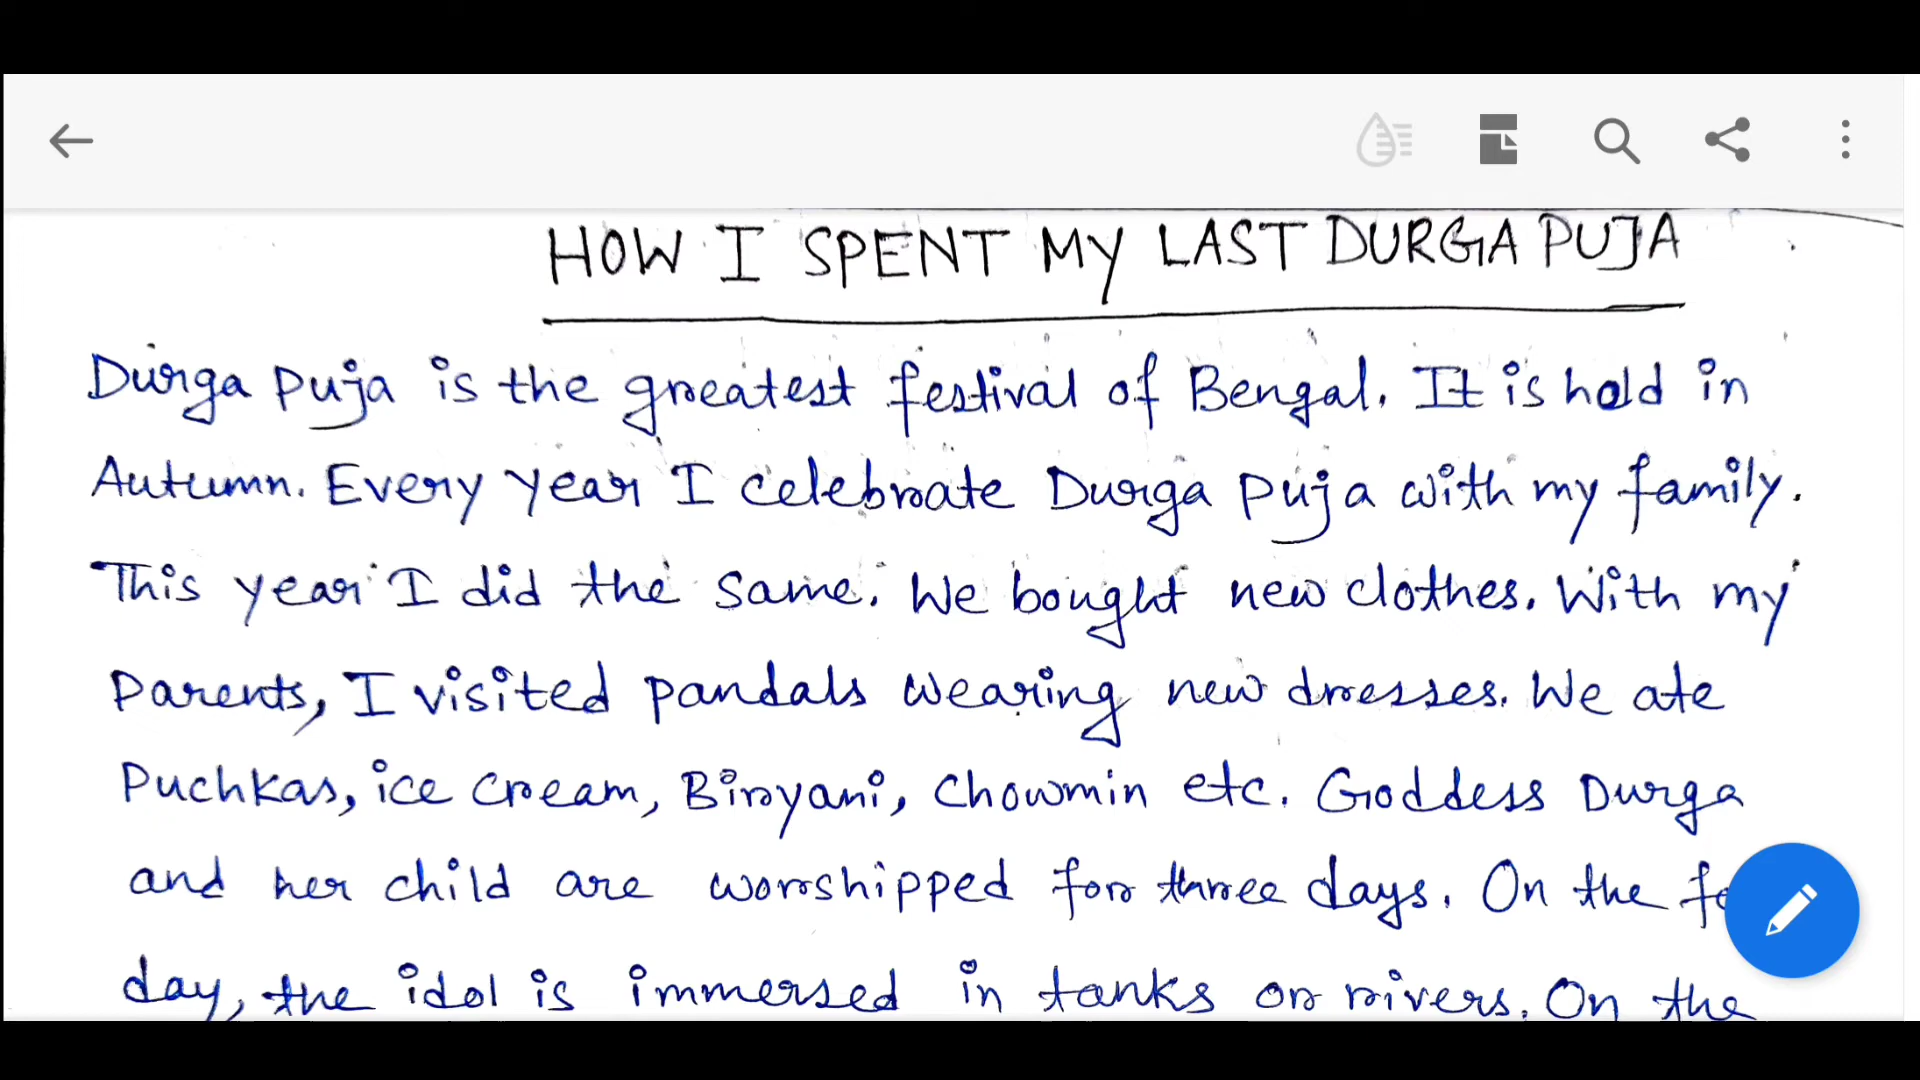 HOW I SPENT MY LAST DURGA PUJA
Durga Puja is the greatest festival of Bengal. It is held in
Autumn. Every year I celebrate Durga Puja with my family.
This year I did the same. We bought new clothes. With my
Parents, I visited pandals wearing new dresses. We ate
Puchkas, ice cream, Biryani, Chowmin etc. Goddess Durga
and her child are worshipped for three days. On the
day, the idol is immersed in tanks or rivers. On the